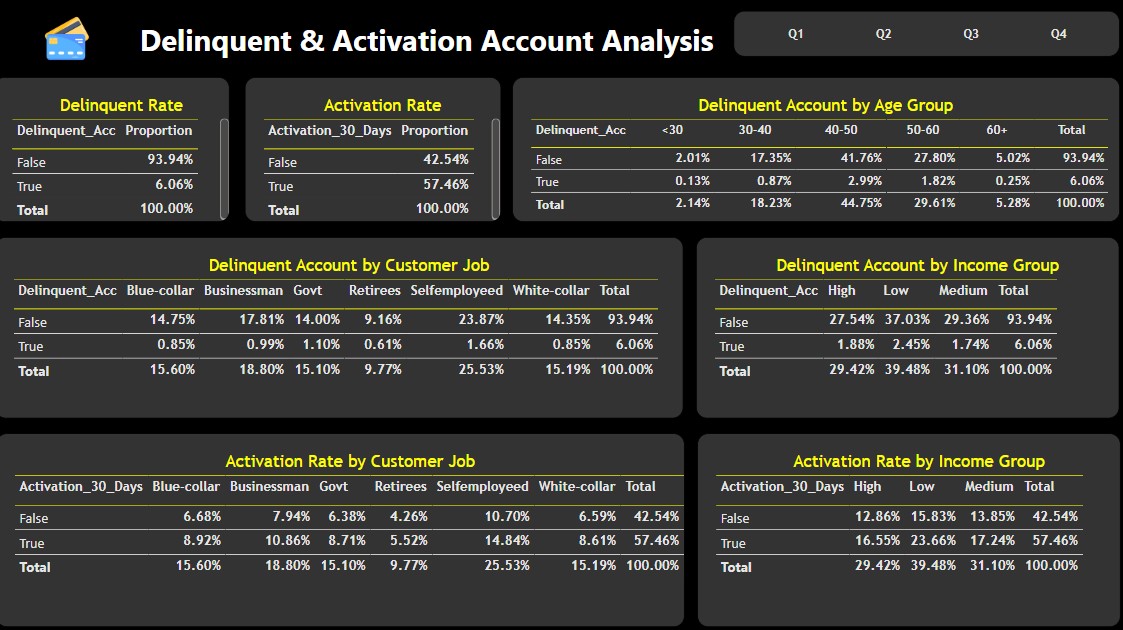 Delinquent & Activation Account Analysis
Q1 Q2 Q3 Q4
Delinquent Rate
Delinquent_Acc Proportion
False 93.94%
True 6.06%
Total 100.00%
Activation Rate
Activation_30_Days Proportion
False 42.54%
True 57.46%
Total 100.00%
Delinquent Account by Age Group
Delinquent_Acc <30 30-40 40-50 50-60 60+ Total
False 2.01% 17.35% 41.76% 27.80% 5.02% 93.94%
True 0.13% 0.87% 2.99% 1.82% 0.25% 6.06%
Total 2.14% 18.23% 44.75% 29.61% 5.28% 100.00%
Delinquent Account by Customer Job
Delinquent_Acc Blue-collar Businessman Govt Retirees Selfemployeed White-collar Total
False 14.75% 17.81% 14.00% 9.16% 23.87% 14.35% 93.94%
True 0.85% 0.99% 1.10% 0.61% 1.66% 0.85% 6.06%
Total 15.60% 18.80% 15.10% 9.77% 25.53% 15.19% 100.00%
Delinquent Account by Income Group
Delinquent_Acc High Low Medium Total
False 27.54% 37.03% 29.36% 93.94%
True 1.88% 2.45% 1.74% 6.06%
Total 29.42% 39.48% 31.10% 100.00%
Activation Rate by Customer Job
Activation_30_Days Blue-collar Businessman Govt Retirees Selfemployeed White-collar Total
False 6.68% 7.94% 6.38% 4.26% 10.70% 6.59% 42.54%
True 8.92% 10.86% 8.71% 5.52% 14.84% 8.61% 57.46%
Total 15.60% 18.80% 15.10% 9.77% 25.53% 15.19% 100.00%
Activation Rate by Income Group
Activation_30_Days High Low Medium Total
False 12.86% 15.83% 13.85% 42.54%
True 16.55% 23.66% 17.24% 57.46%
Total 29.42% 39.48% 31.10% 100.00%